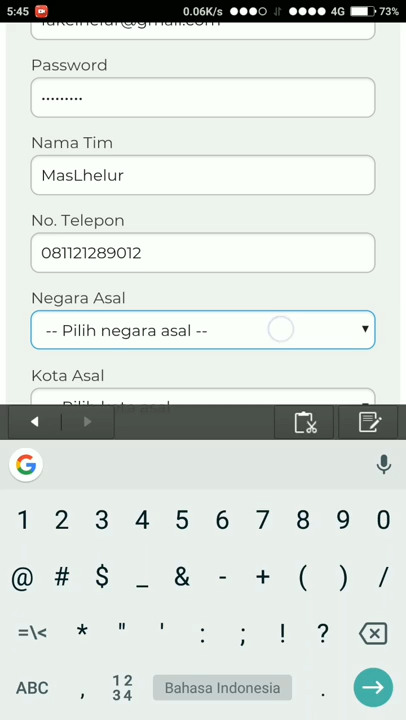 5:45 0.06K/s 4G 73%
Password
•••••••••
Nama Tim
MasLhelur
No. Telepon
081121289012
Negara Asal
-- Pilih negara asal --
Kota Asal
1 2 3 4 5 6 7 8 9 0
@ # $ _ & - + ( ) /
=\< * " ' : ; ! ?
ABC , 12 34 Bahasa Indonesia .